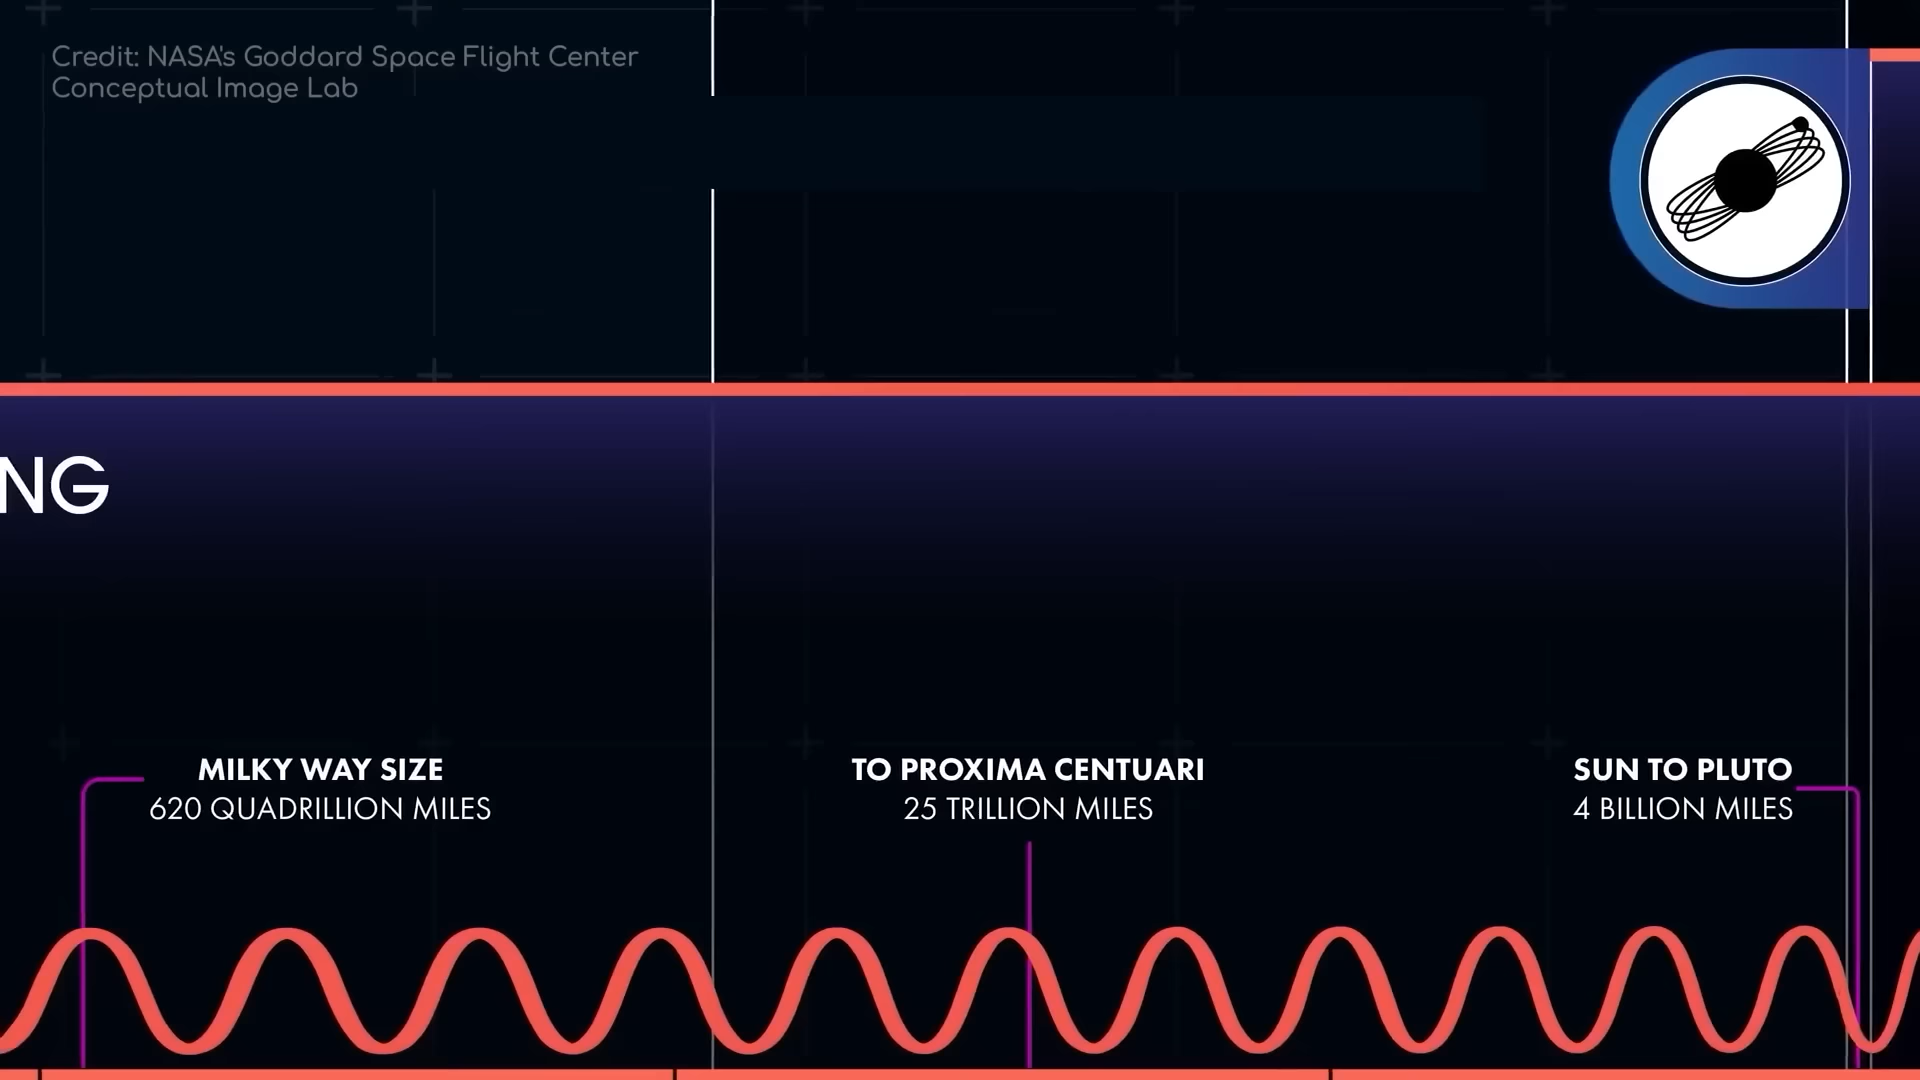 Credit: NASA's Goddard Space Flight Center
Conceptual Image Lab
NG
MILKY WAY SIZE
620 QUADRILLION MILES
TO PROXIMA CENTUARI
25 TRILLION MILES
SUN TO PLUTO
4 BILLION MILES